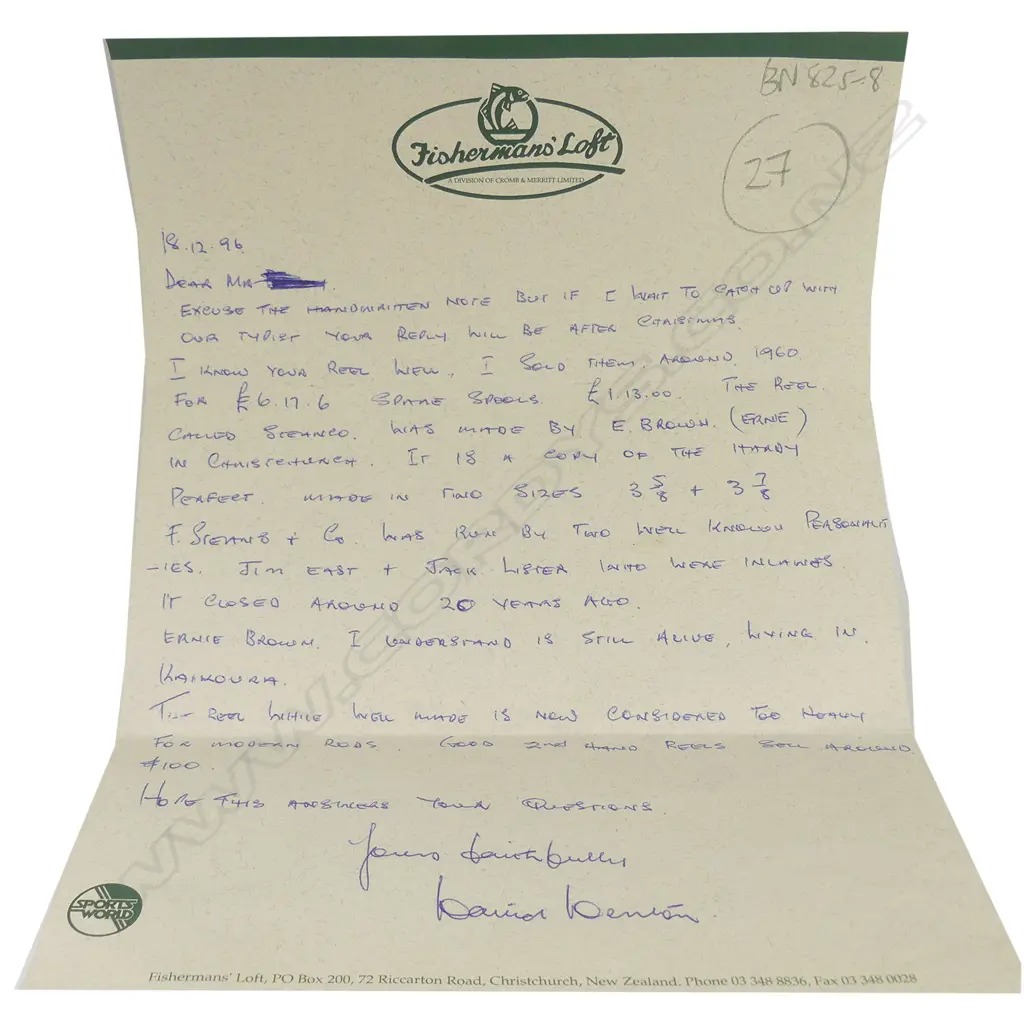 BN 825-8
27
Fishermans' Loft
A DIVISION OF CROMB & MERRITT LIMITED
18.12.96
DEAR MR
EXCUSE THE HANDWRITTEN NOTE BUT IF I WAIT TO CATCH UP WITH
OUR TYPIST YOUR REPLY WILL BE AFTER CHRISTMAS.
I KNOW YOUR REEL WELL, I SOLD THEM. AROUND. 1960.
FOR £6.17.6 SPARE SPOOLS. £1.13.00. THE REEL.
CALLED STEANCO. WAS MADE BY E. BROWN. (ERNIE)
IN CHRISTCHURCH. IT IS A COPY OF THE HARDY
PERFECT. MADE IN TWO SIZES 3 5/8 + 3 7/8
F. STEANS + Co. WAS RUN BY TWO WELL KNOWN PERSONALIT
-IES. JIM EAST + JACK LISTER WHO WERE INLAWS.
IT CLOSED AROUND 20 YEARS AGO.
ERNIE BROWN. I UNDERSTAND IS STILL ALIVE, LIVING IN.
KAIKOURA.
THE REEL WHILE WELL MADE IS NOW CONSIDERED TOO HEAVY
FOR MODERN RODS. GOOD 2nd HAND REELS SELL AROUND
$100.
HOPE THIS ANSWERS YOUR QUESTIONS
Yours faithfully
David Denton.
SPORTS
WORLD
Fishermans' Loft, PO Box 200, 72 Riccarton Road, Christchurch, New Zealand. Phone 03 348 8836, Fax 03 348 0028
WWW.CORDYS.CO.NZ